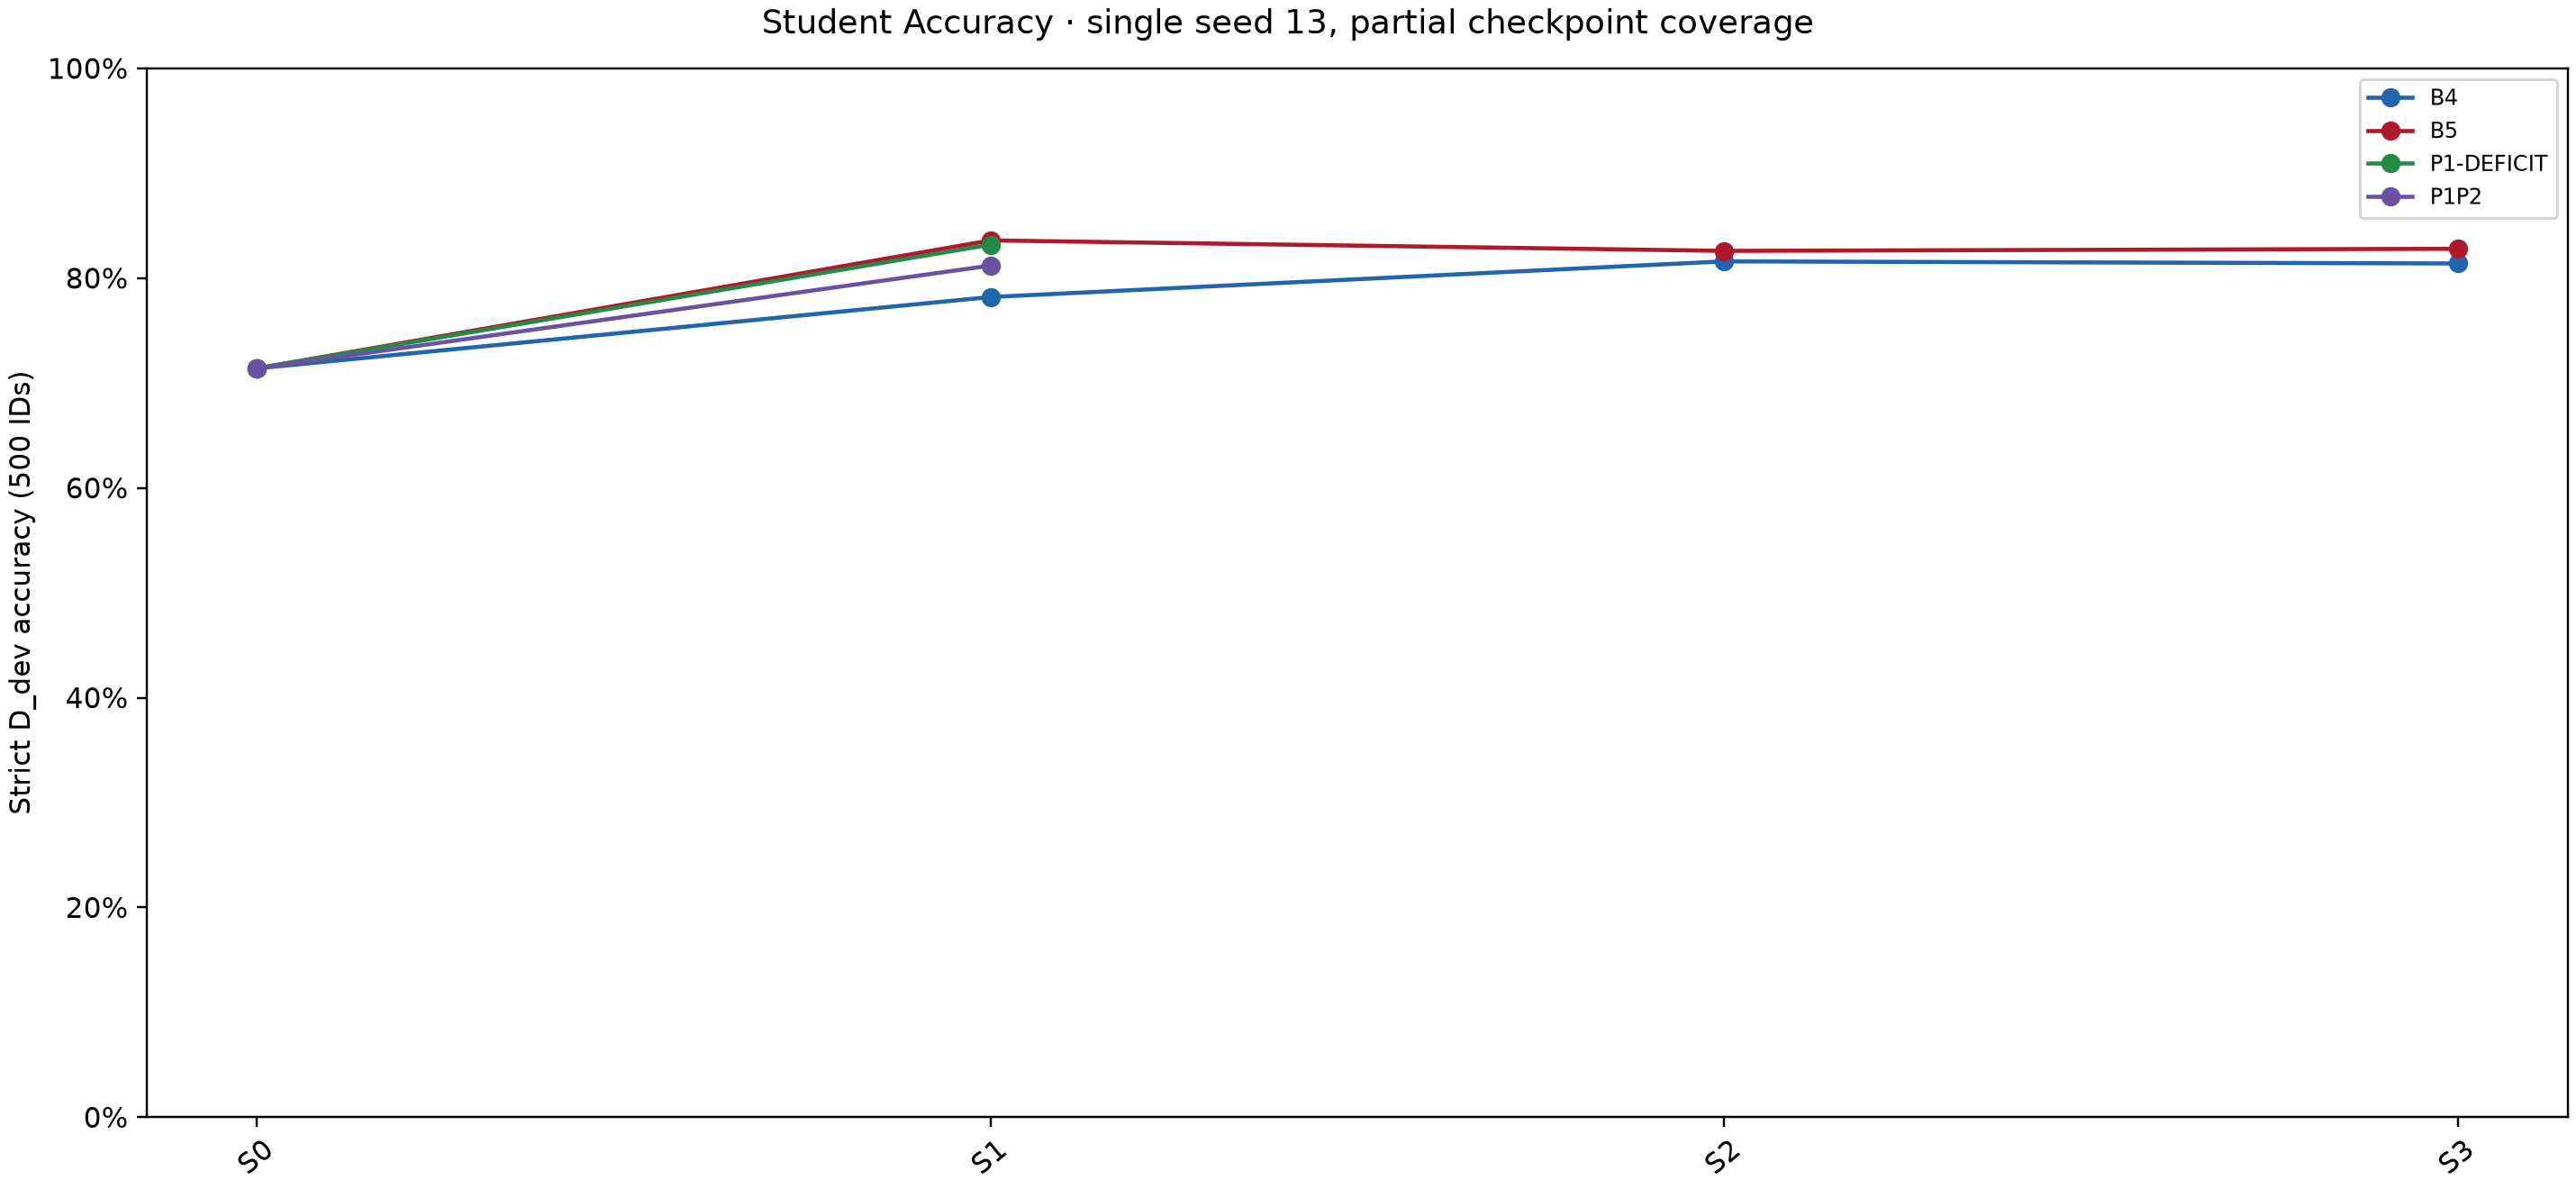 Student Accuracy · single seed 13, partial checkpoint coverage
100%
80%
60%
40%
20%
0%
Strict D_dev accuracy (500 IDs)
B4
B5
P1-DEFICIT
P1P2
S0
S1
S2
S3